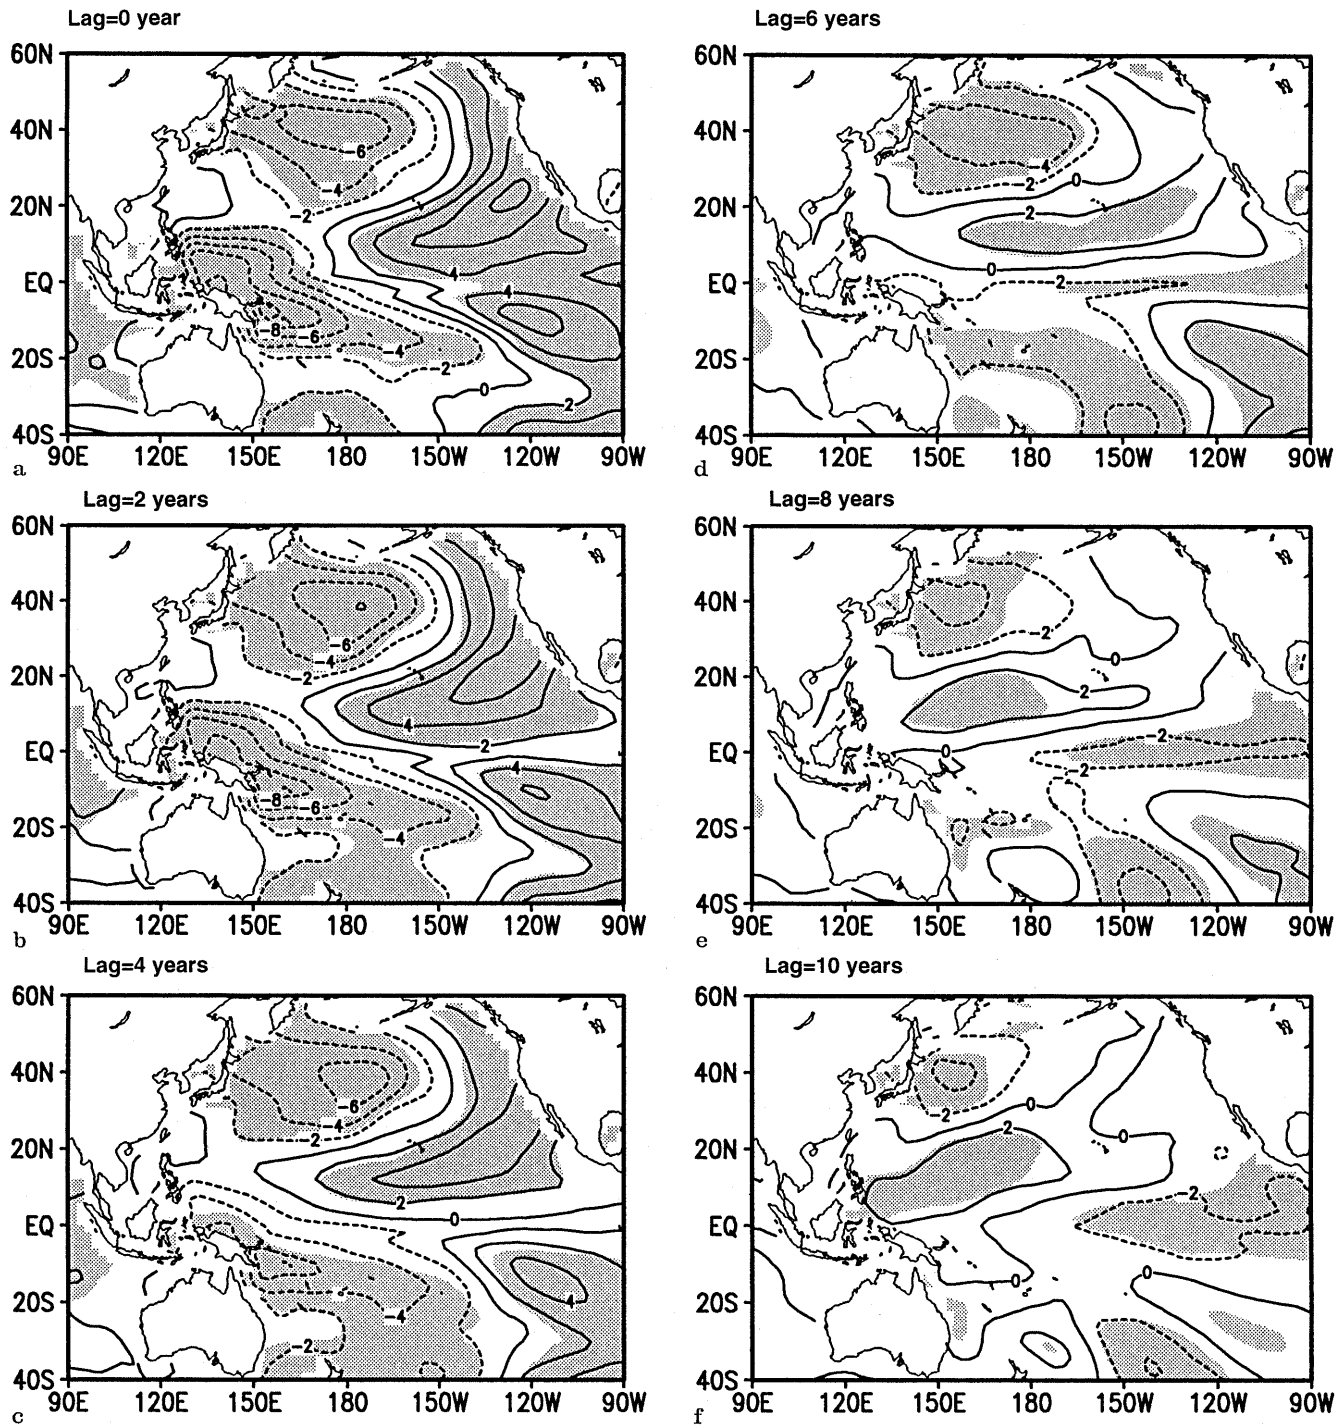 Lag=0 year
60N
40N
20N
EQ
20S
40S
-6
-4
-2
4
4
-8
-6
-4
-2
0
2
90E 120E 150E 180 150W 120W 90W
a
Lag=2 years
60N
40N
20N
EQ
20S
40S
-6
-4
-2
4
2
4
-8
-6
-4
90E 120E 150E 180 150W 120W 90W
b
Lag=4 years
60N
40N
20N
EQ
20S
40S
-6
-4
-2
2
0
4
-4
-2
90E 120E 150E 180 150W 120W 90W
c
Lag=6 years
60N
40N
20N
EQ
20S
40S
-4
-2
0
2
0
-2
90E 120E 150E 180 150W 120W 90W
d
Lag=8 years
60N
40N
20N
EQ
20S
40S
-2
0
2
-2
0
-2
90E 120E 150E 180 150W 120W 90W
e
Lag=10 years
60N
40N
20N
EQ
20S
40S
-2
0
2
0
-2
0
0
90E 120E 150E 180 150W 120W 90W
f